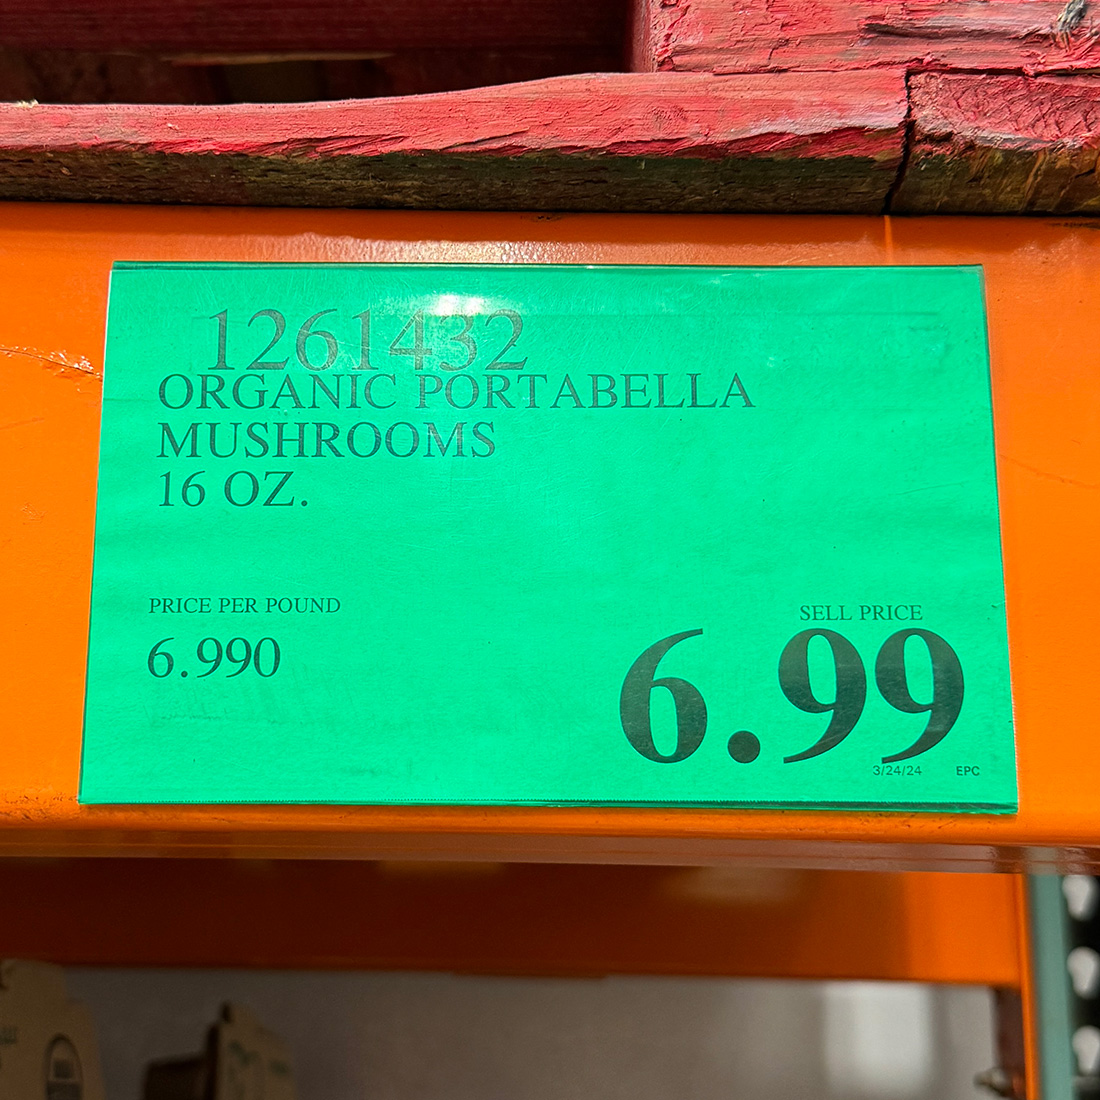 1261432
ORGANIC PORTABELLA
MUSHROOMS
16 OZ.
PRICE PER POUND
6.990
SELL PRICE
6.99
3/24/24 EPC